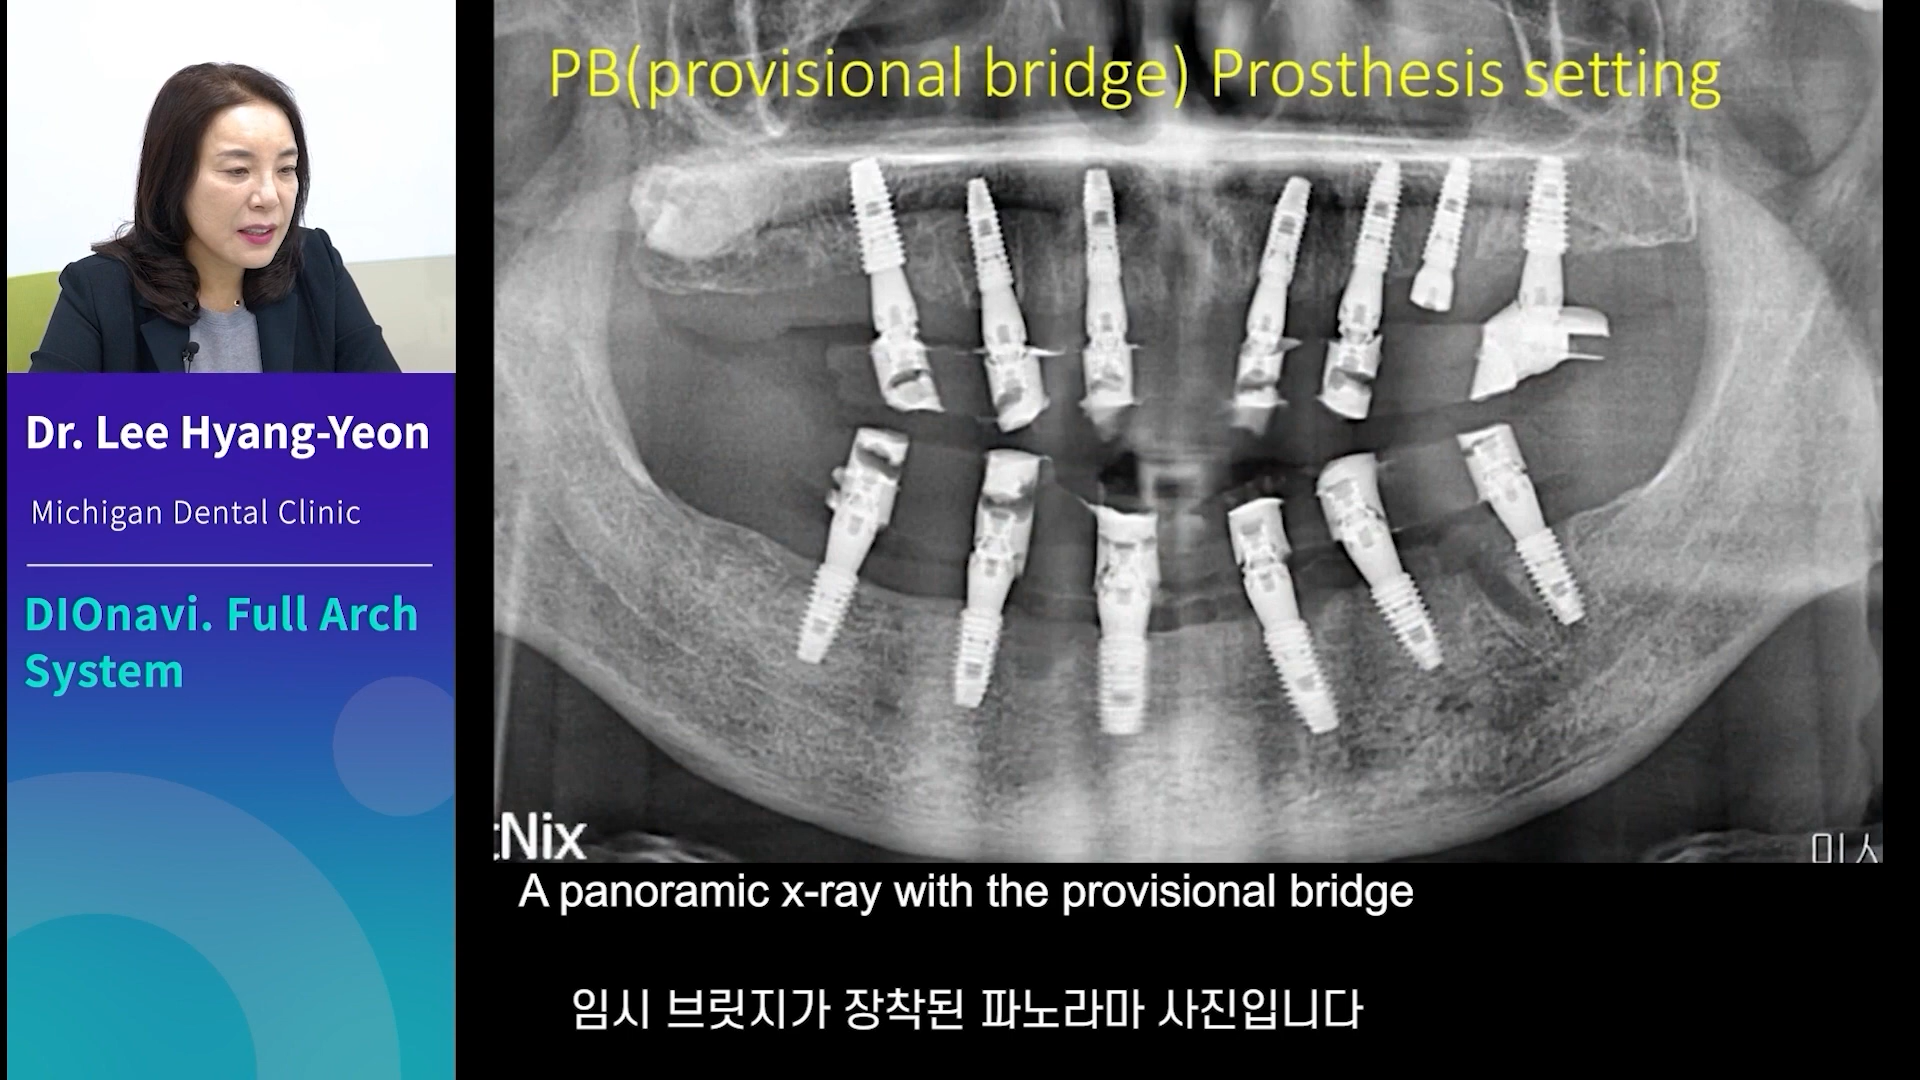 PB(provisional bridge) Prosthesis setting
Dr. Lee Hyang-Yeon
Michigan Dental Clinic
DIOnavi. Full Arch
System
tNix
A panoramic x-ray with the provisional bridge
임시 브릿지가 장착된 파노라마 사진입니다